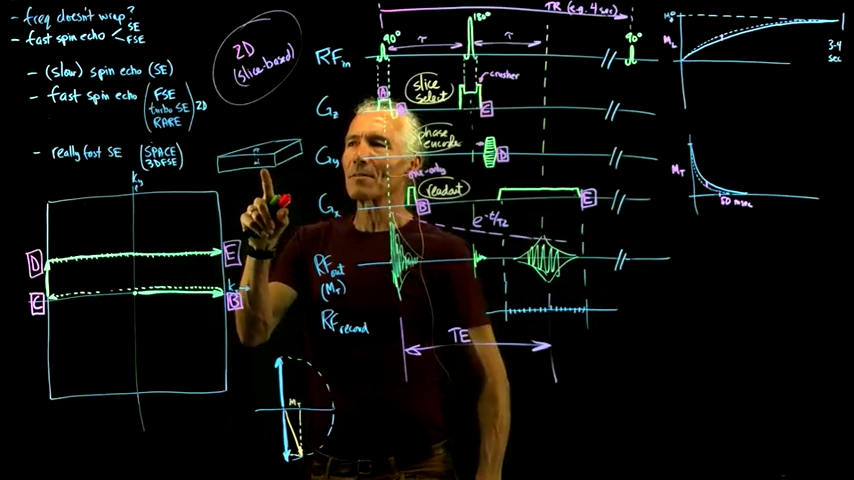 - freq doesn't wrap?
- fast spin echo < SE
FSE
- (slow) spin echo (SE)
- fast spin echo (FSE
turbo SE) 2D
RARE)
- really fast SE (SPACE
3DFSE)
2D
(slice-based)
TR (e.g. 4 sec)
90°
τ
180°
τ
90°
RFin
Gz
A
slice
select
crusher
C
Gy
phase
encode
D
Gx
readout
B
E
e^-t/T2
RFout
(MT)
RFrecord
TE
ky
D
E
C
B
MT
ML
3-4
sec
MT
50 msec